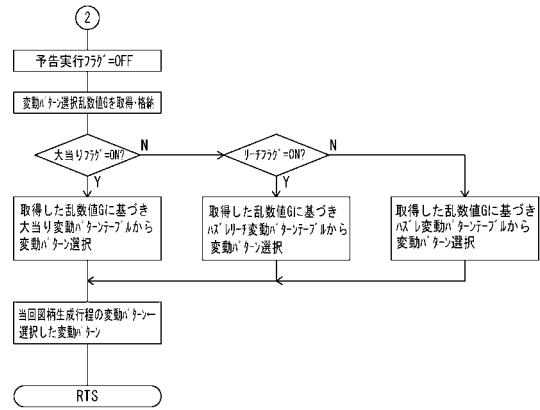 2
予告実行ﾌﾗｸﾞ=OFF
変動ﾊﾟﾀｰﾝ選択乱数値Gを取得・格納
大当りﾌﾗｸﾞ=ON?
N
Y
ﾘｰﾁﾌﾗｸﾞ=ON?
N
Y
取得した乱数値Gに基づき
大当り変動ﾊﾟﾀｰﾝﾃｰﾌﾞﾙから
変動ﾊﾟﾀｰﾝ選択
取得した乱数値Gに基づき
ﾊｽﾞﾚﾘｰﾁ変動ﾊﾟﾀｰﾝﾃｰﾌﾞﾙから
変動ﾊﾟﾀｰﾝ選択
取得した乱数値Gに基づき
ﾊｽﾞﾚ変動ﾊﾟﾀｰﾝﾃｰﾌﾞﾙから
変動ﾊﾟﾀｰﾝ選択
当回図柄生成行程の変動ﾊﾟﾀｰﾝ←
選択した変動ﾊﾟﾀｰﾝ
RTS